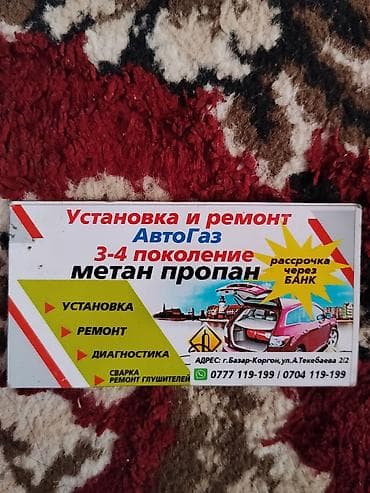 Установка и ремонт
АвтоГаз
3-4 поколение
метан пропан
рассрочка
через
БАНК
УСТАНОВКА
РЕМОНТ
ДИАГНОСТИКА
СВАРКА
РЕМОНТ ГЛУШИТЕЛЕЙ
АДРЕС: г.Базар-Коргон, ул.А.Текебаева 2/2
0777 119-199 / 0704 119-199